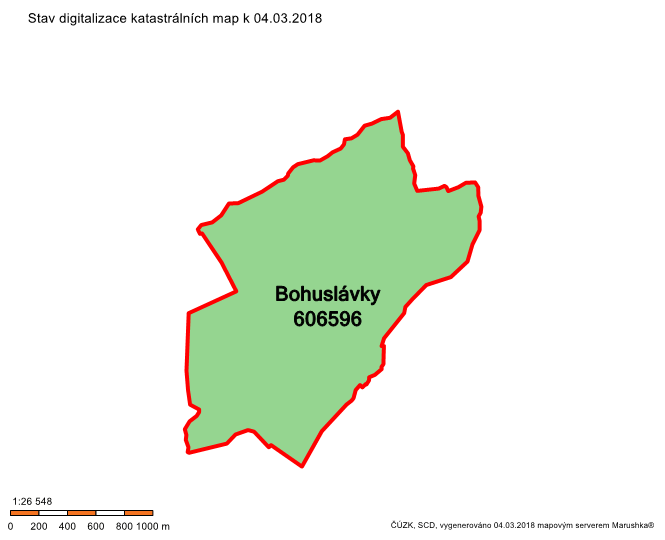 Stav digitalizace katastrálních map k 04.03.2018
Bohuslávky
606596
1:26 548
0 200 400 600 800 1000 m
ČÚZK, SCD, vygenerováno 04.03.2018 mapovým serverem Marushka®